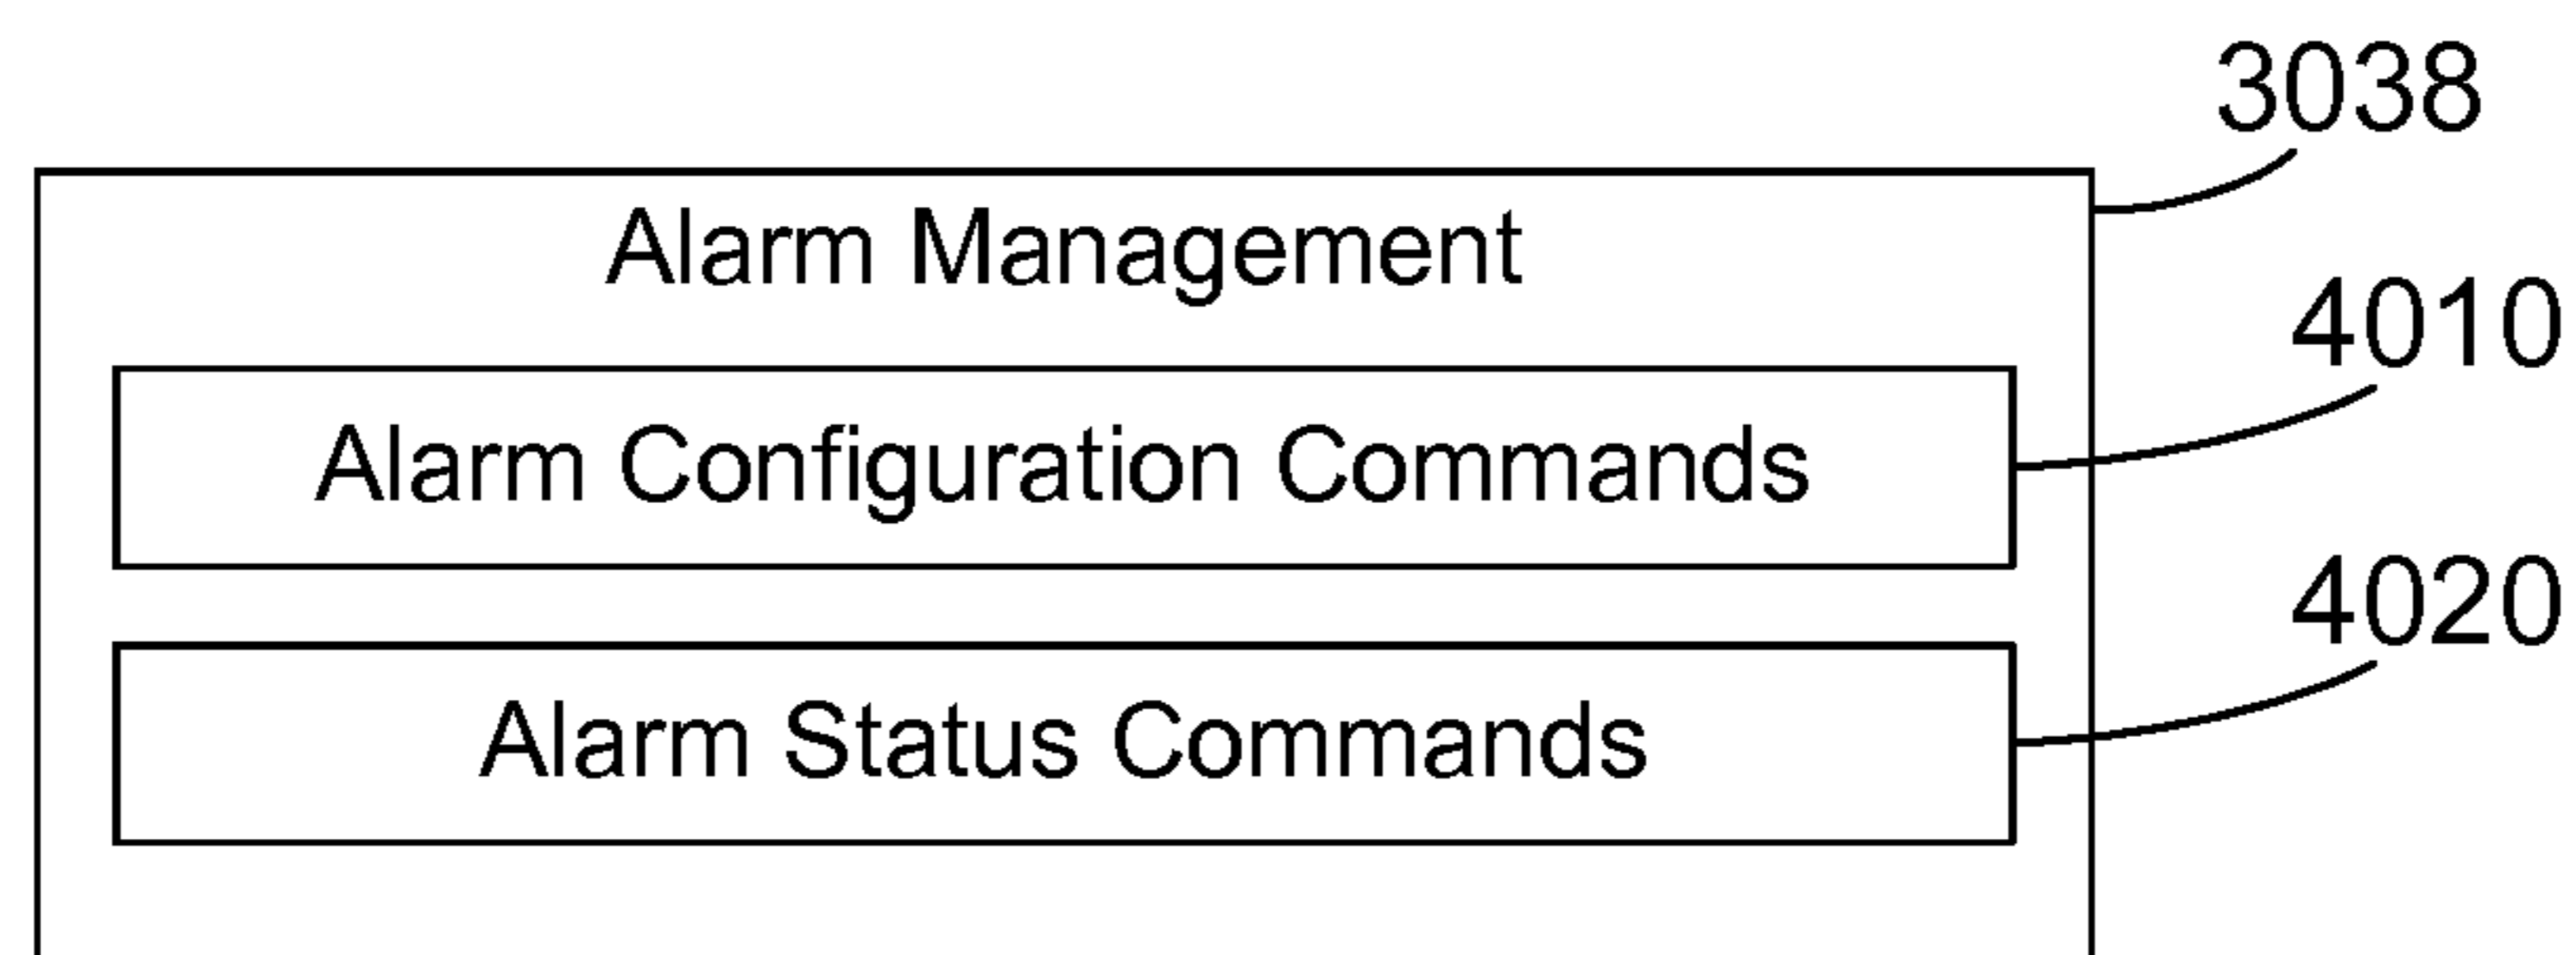 3038
Alarm Management
4010
Alarm Configuration Commands
4020
Alarm Status Commands